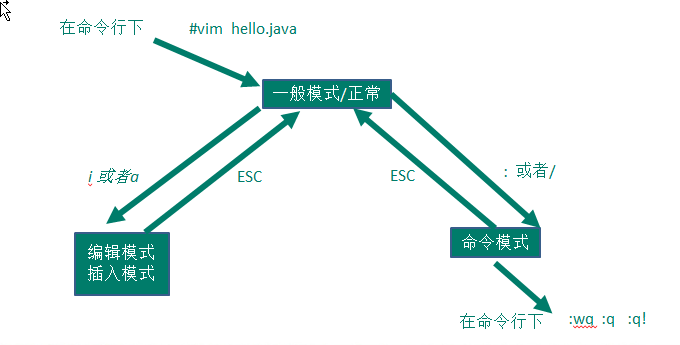 在命令行下 #vim hello.java
一般模式/正常
i 或者a
ESC
ESC
: 或者/
编辑模式
插入模式
命令模式
在命令行下 :wq :q :q!